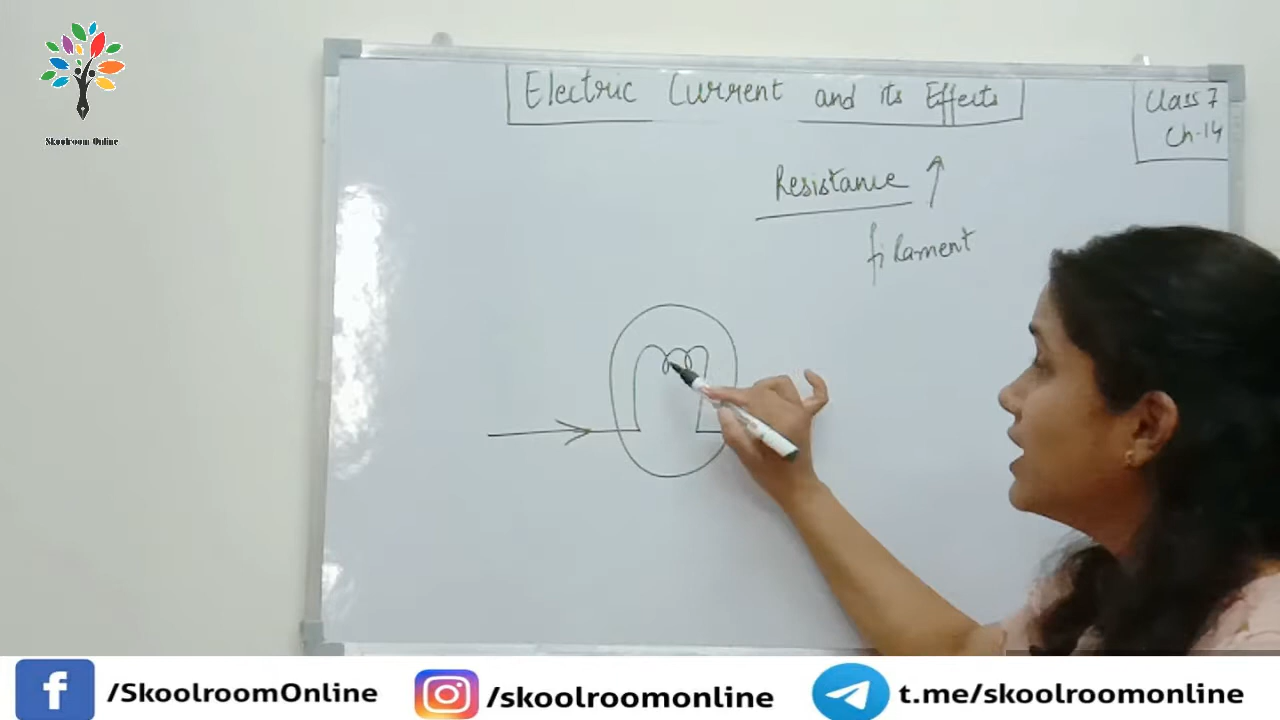 Skoolroom Online
Electric Current and its Effects
Class 7
Ch-14
Resistance ↑
filament
/SkoolroomOnline
/skoolroomonline
t.me/skoolroomonline